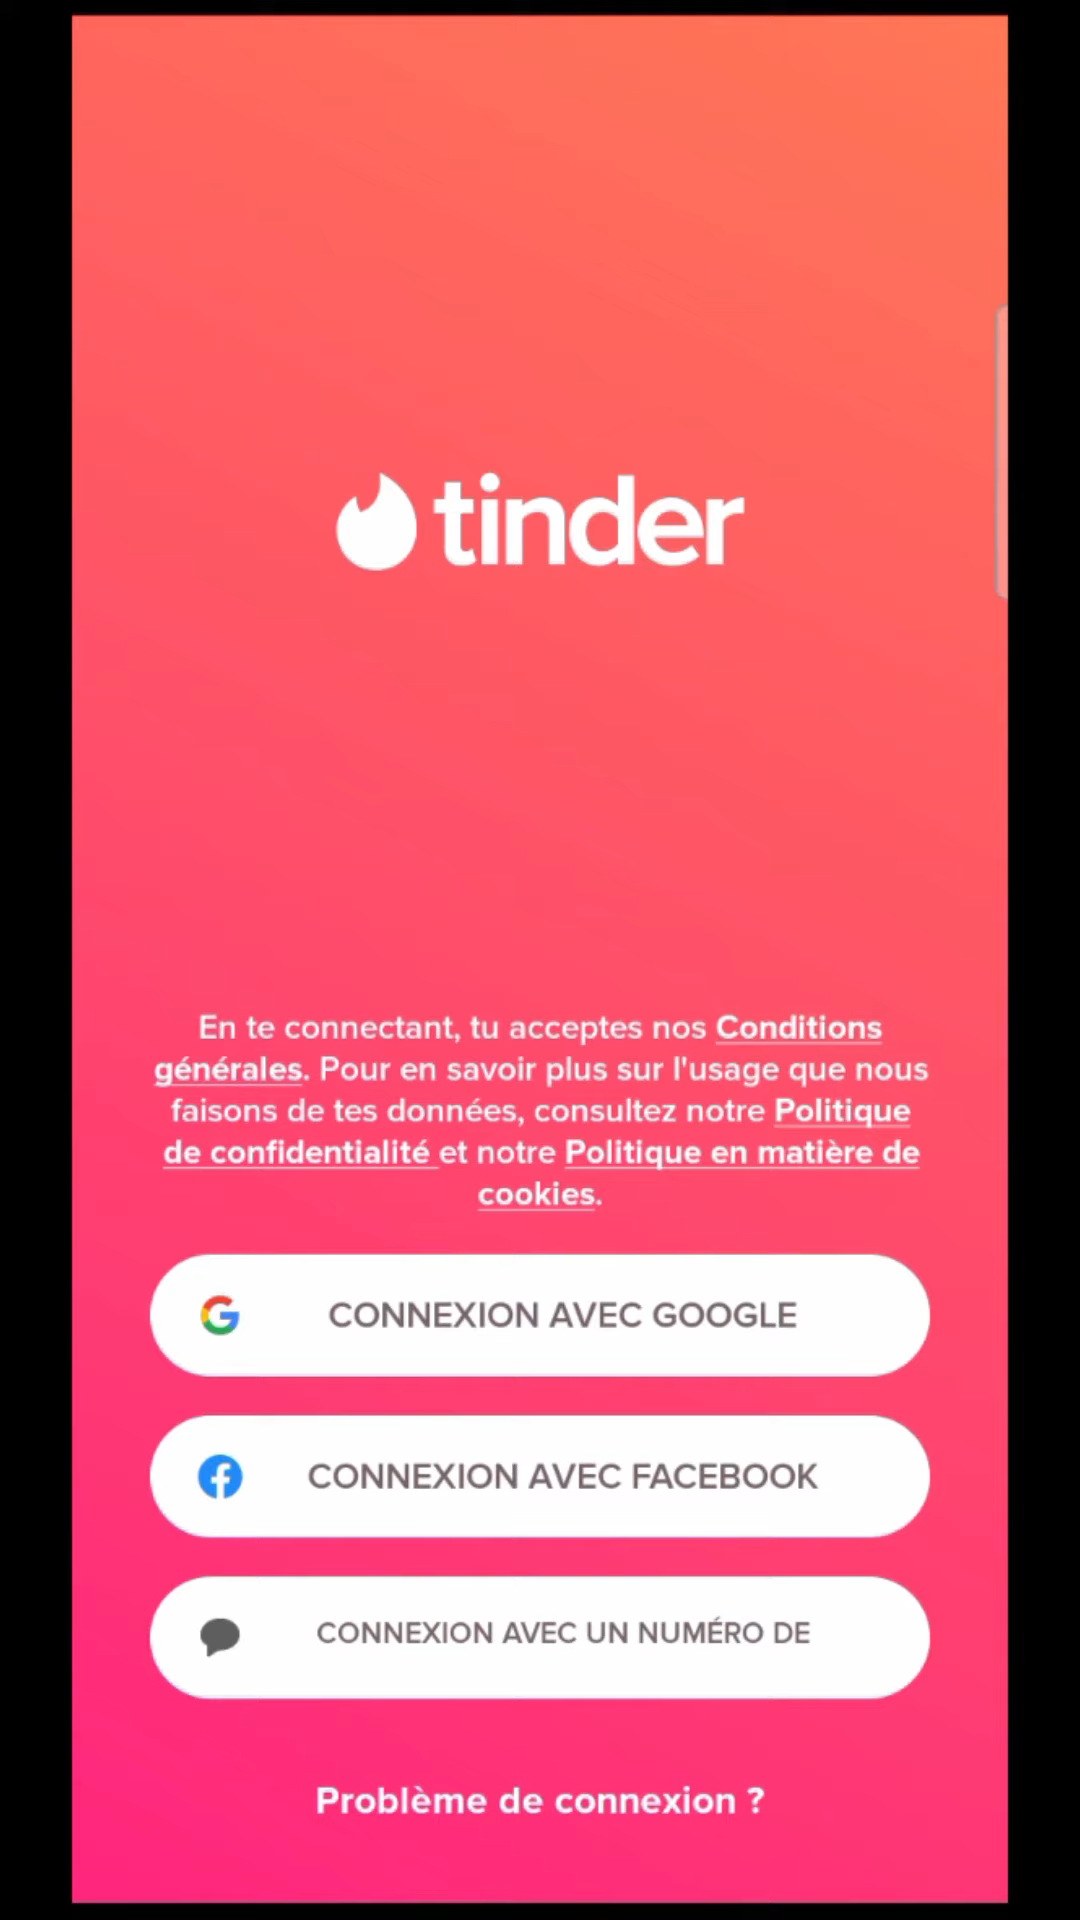 tinder
En te connectant, tu acceptes nos Conditions
générales. Pour en savoir plus sur l'usage que nous
faisons de tes données, consultez notre Politique
de confidentialité et notre Politique en matière de
cookies.
CONNEXION AVEC GOOGLE
CONNEXION AVEC FACEBOOK
CONNEXION AVEC UN NUMÉRO DE
Problème de connexion ?